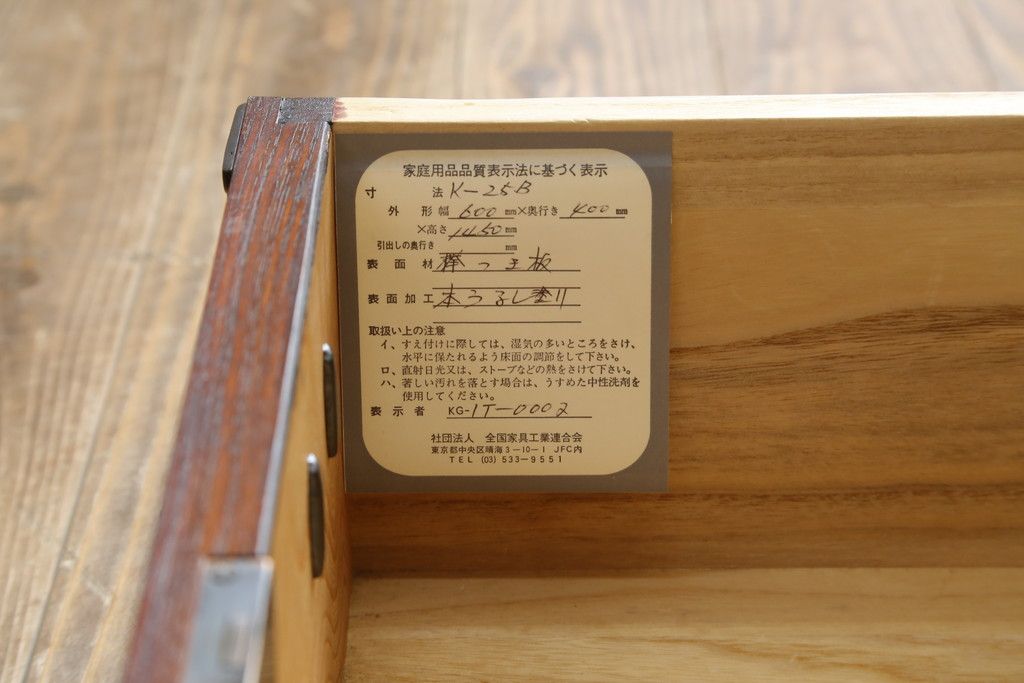 家庭用品品質表示法に基づく表示
寸法 K-25B
外形幅 600 mm×奥行き 400 mm
×高さ 1450 mm
引出しの奥行き mm
表面材 欅つき板
表面加工 本うるし塗り
取扱い上の注意
イ、すえ付けに際しては、湿気の多いところをさけ、
水平に保たれるよう床面の調節をして下さい。
ロ、直射日光又は、ストーブなどの熱をさけて下さい。
ハ、著しい汚れを落とす場合は、うすめた中性洗剤を
使用してください。
表示者 KG-IT-0002
社団法人 全国家具工業連合会
東京都中央区晴海3-10-1 JFC内
TEL (03) 533-9551